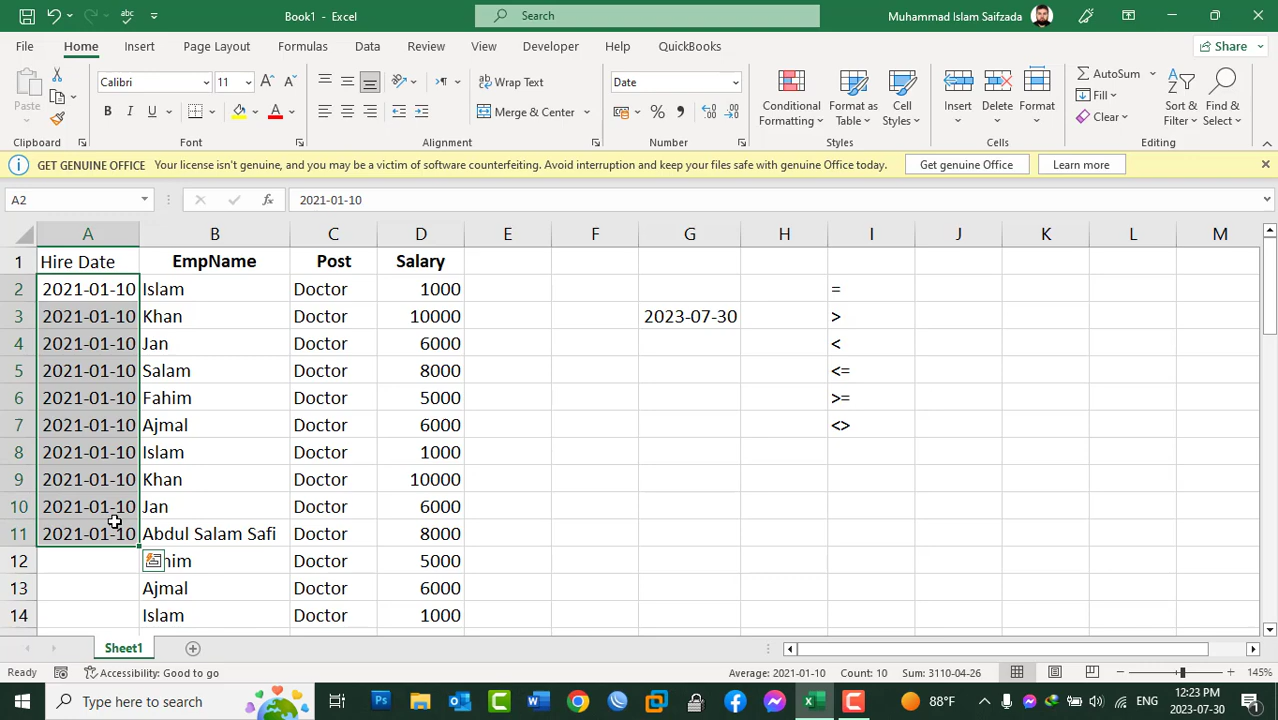 Book1 - Excel
Search
Muhammad Islam Saifzada
File Home Insert Page Layout Formulas Data Review View Developer Help QuickBooks Share
Paste
Calibri 11
Wrap Text
Date
Conditional Formatting
Format as Table
Cell Styles
Insert Delete Format
AutoSum
Sort & Filter
Find & Select
B I U
Merge & Center
Fill
Clear
Clipboard Font Alignment Number Styles Cells Editing
GET GENUINE OFFICE Your license isn't genuine, and you may be a victim of software counterfeiting. Avoid interruption and keep your files safe with genuine Office today. Get genuine Office Learn more
A2 fx 2021-01-10
A B C D E F G H I J K L M
1 Hire Date EmpName Post Salary
2 2021-01-10 Islam Doctor 1000 =
3 2021-01-10 Khan Doctor 10000 2023-07-30 >
4 2021-01-10 Jan Doctor 6000 <
5 2021-01-10 Salam Doctor 8000 <=
6 2021-01-10 Fahim Doctor 5000 >=
7 2021-01-10 Ajmal Doctor 6000 <>
8 2021-01-10 Islam Doctor 1000
9 2021-01-10 Khan Doctor 10000
10 2021-01-10 Jan Doctor 6000
11 2021-01-10 Abdul Salam Safi Doctor 8000
12 him Doctor 5000
13 Ajmal Doctor 6000
14 Islam Doctor 1000
Sheet1
Ready Accessibility: Good to go Average: 2021-01-10 Count: 10 Sum: 3110-04-26 145%
Type here to search
88°F
ENG
12:23 PM
2023-07-30